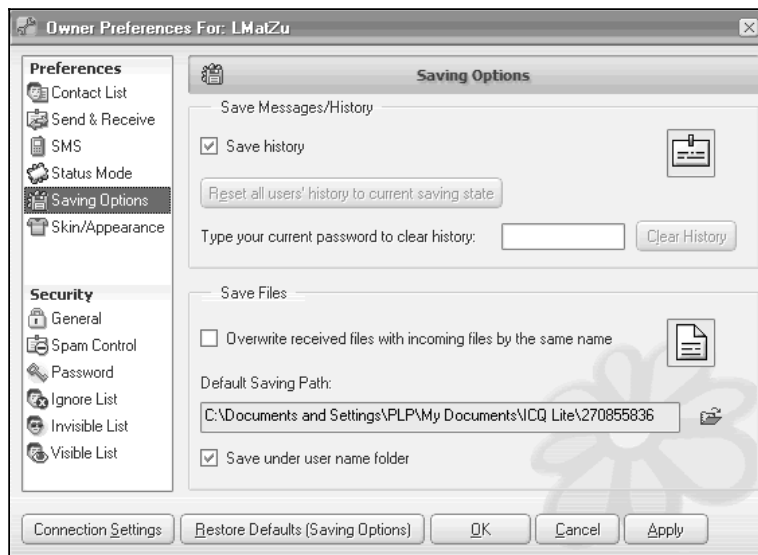 Owner Preferences For: LMatZu
Preferences
Contact List
Send & Receive
SMS
Status Mode
Saving Options
Skin/Appearance
Security
General
Spam Control
Password
Ignore List
Invisible List
Visible List
Saving Options
Save Messages/History
Save history
Reset all users' history to current saving state
Type your current password to clear history:
Clear History
Save Files
Overwrite received files with incoming files by the same name
Default Saving Path:
C:\Documents and Settings\PLP\My Documents\ICQ Lite\270855836
Save under user name folder
Connection Settings
Restore Defaults (Saving Options)
OK
Cancel
Apply